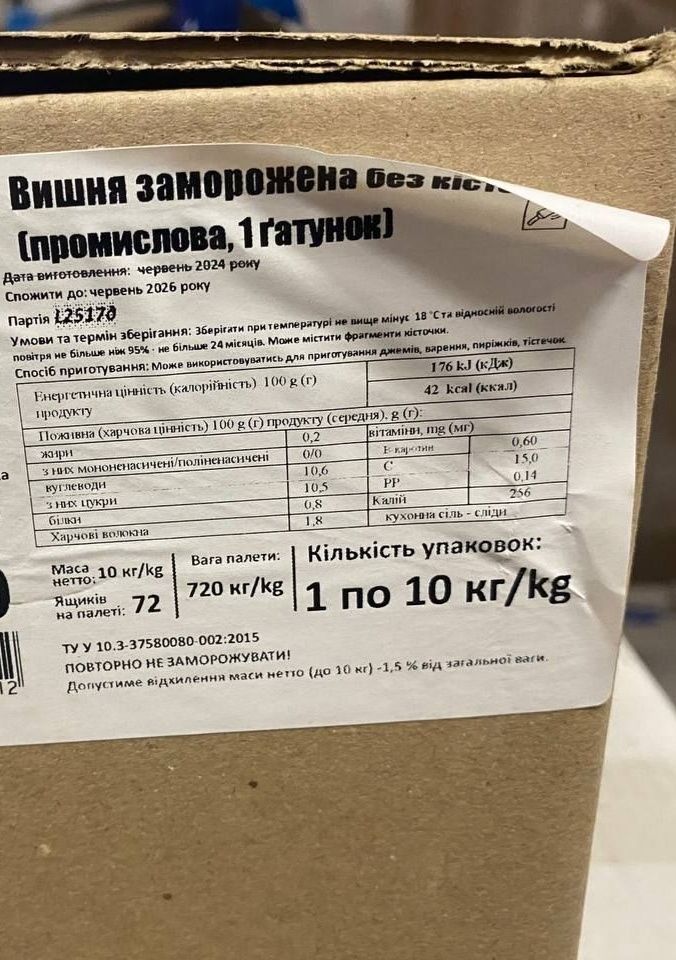 Вишня заморожена без
(промислова, 1 ґатунок)
Дата виготовлення: червень 2024 року
Спожити до: червень 2026 року
Партія
Умови та термін зберігання: Зберігати при температурі не вище мінус 18 °С та відносній вологості
повітря не більше ніж 95% - не більше 24 місяців. Може містити фрагменти кісточки.
Спосіб приготування: Може використовуватись для приготування джемів, варення, пиріжків, тістечок
Енергетична цінність (калорійність) 100 g (г) продукту 176 kJ (кДж)
42 kcal (ккал)
Поживна (харчова цінність) 100 g (г) продукту (середня), g (г):
жири 0,2 вітаміни, mg (мг)
з них мононенасичені/поліненасичені 0/0 Б-каротин 0,60
вуглеводи 10,6 С 15,0
з них цукри 10,5 РР 0,14
білки 0,8 Калій 256
Харчові волокна 1,8 кухонна сіль - сліди
Маса нетто: 10 кг/kg
Ящиків на палеті: 72
Вага палети:
720 кг/kg
Кількість упаковок:
1 по 10 кг/kg
ТУ У 10.3-37580080-002:2015
ПОВТОРНО НЕ ЗАМОРОЖУВАТИ!
Допустиме відхилення маси нетто (до 10 кг) -1,5 % від загальної ваги.
12